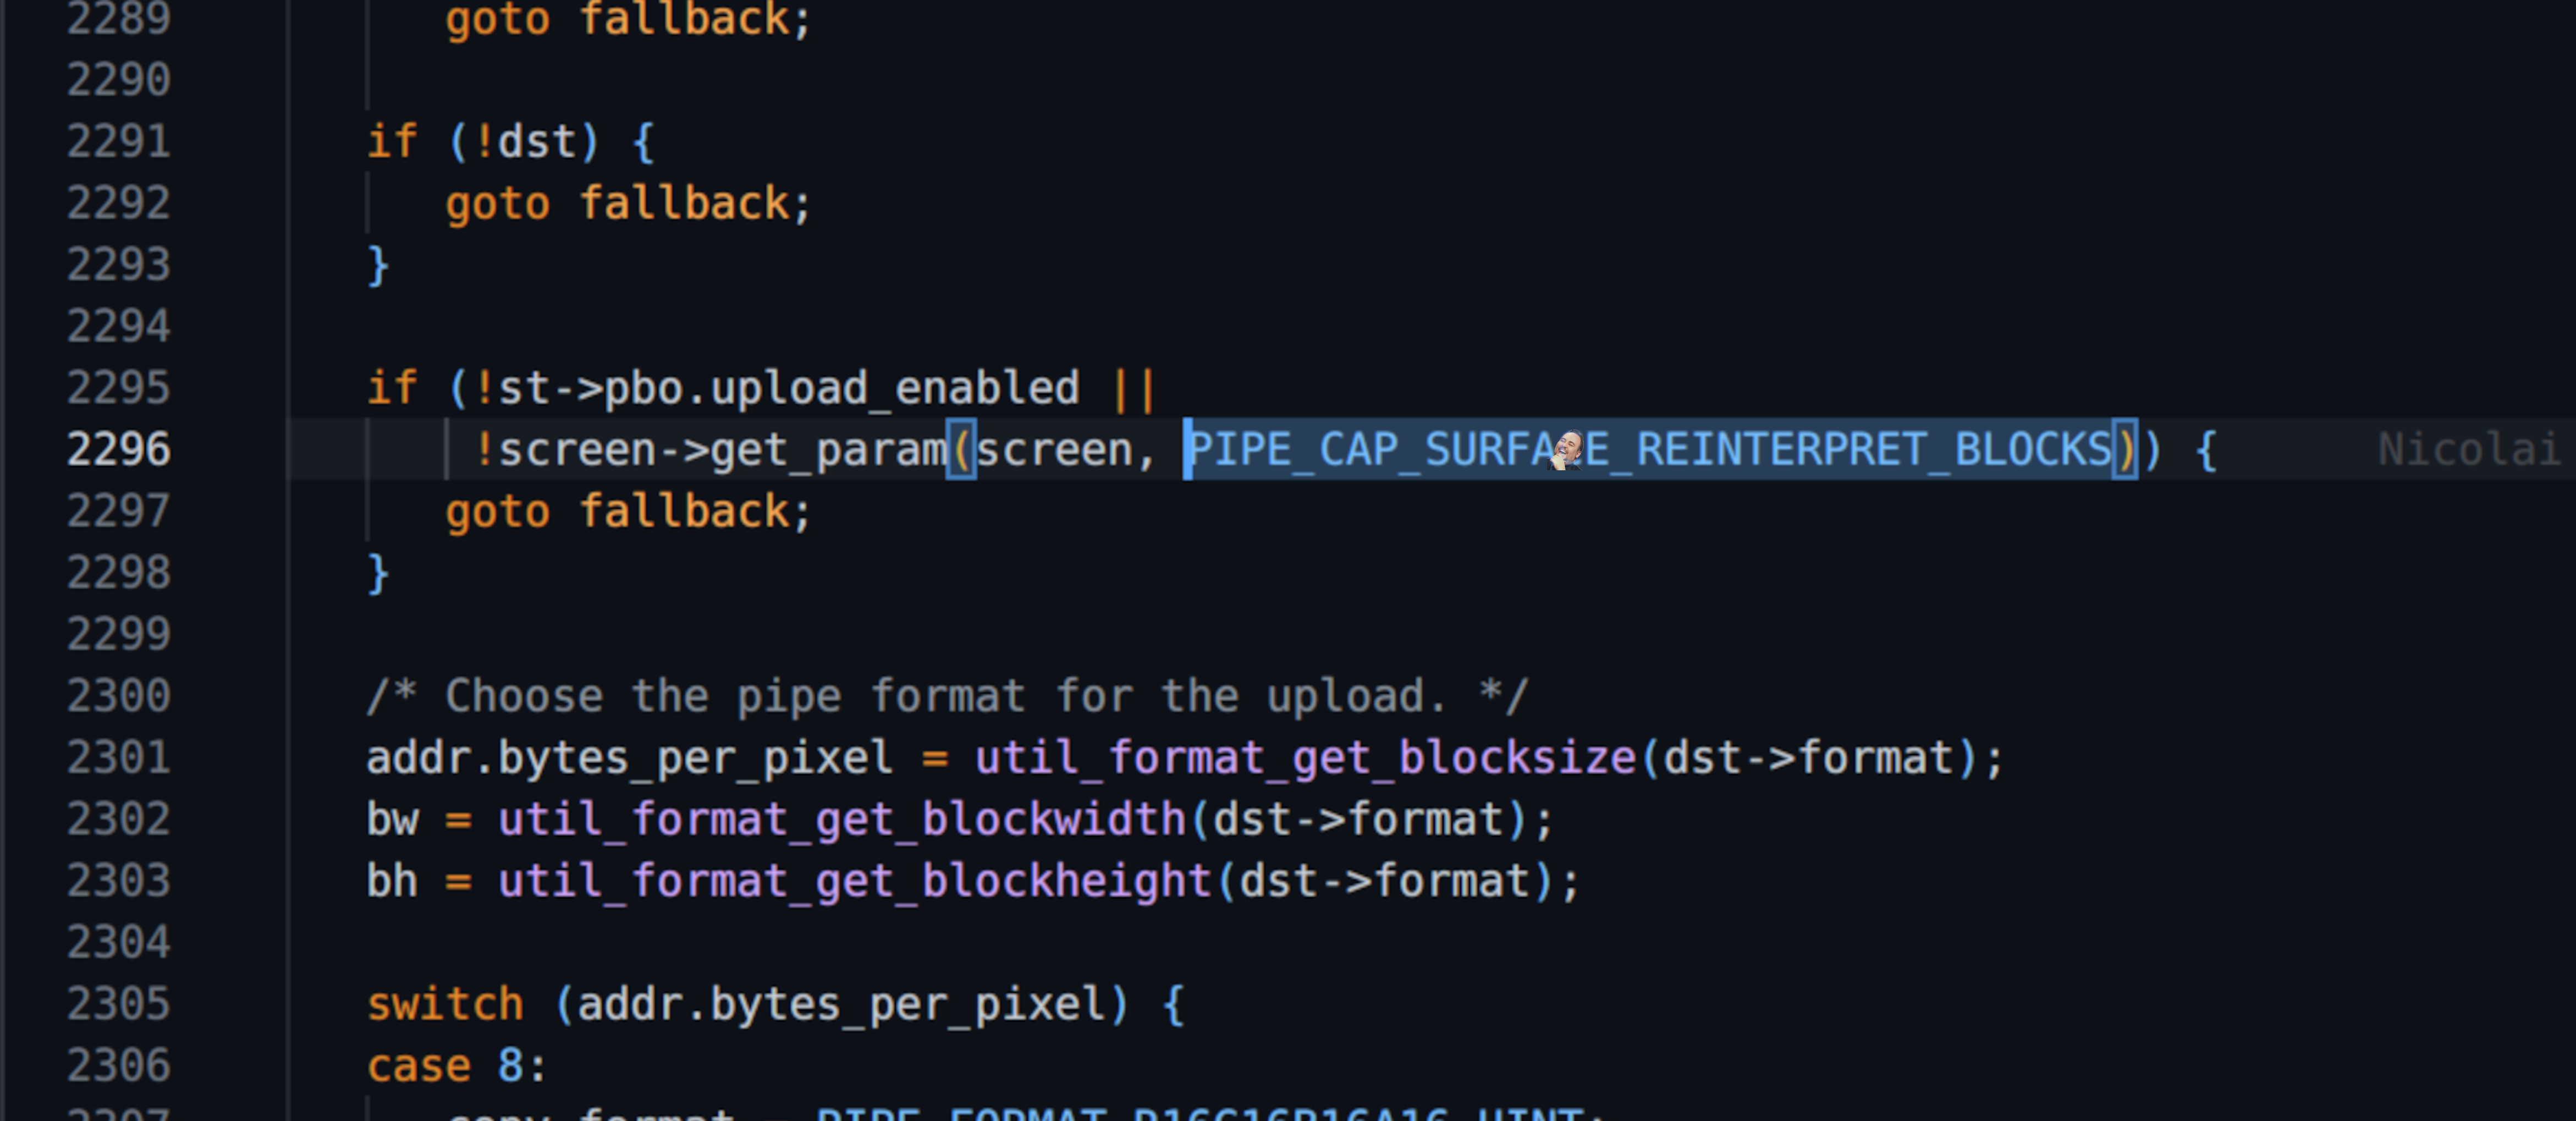 2289 goto fallback;
2290
2291 if (!dst) {
2292 goto fallback;
2293 }
2294
2295 if (!st->pbo.upload_enabled ||
2296 !screen->get_param(screen, PIPE_CAP_SURFACE_REINTERPRET_BLOCKS)) { Nicolai
2297 goto fallback;
2298 }
2299
2300 /* Choose the pipe format for the upload. */
2301 addr.bytes_per_pixel = util_format_get_blocksize(dst->format);
2302 bw = util_format_get_blockwidth(dst->format);
2303 bh = util_format_get_blockheight(dst->format);
2304
2305 switch (addr.bytes_per_pixel) {
2306 case 8:
2307 copy_format = PIPE_FORMAT_R16G16B16A16_UINT;